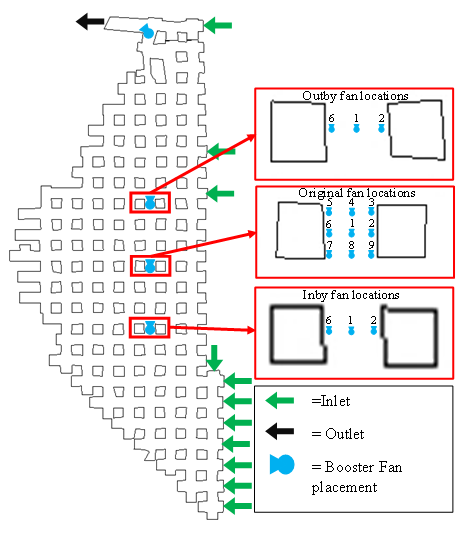 Outby fan locations
6 1 2
Original fan locations
5 4 3
6 1 2
7 8 9
Inby fan locations
6 1 2
=Inlet
= Outlet
= Booster Fan
placement